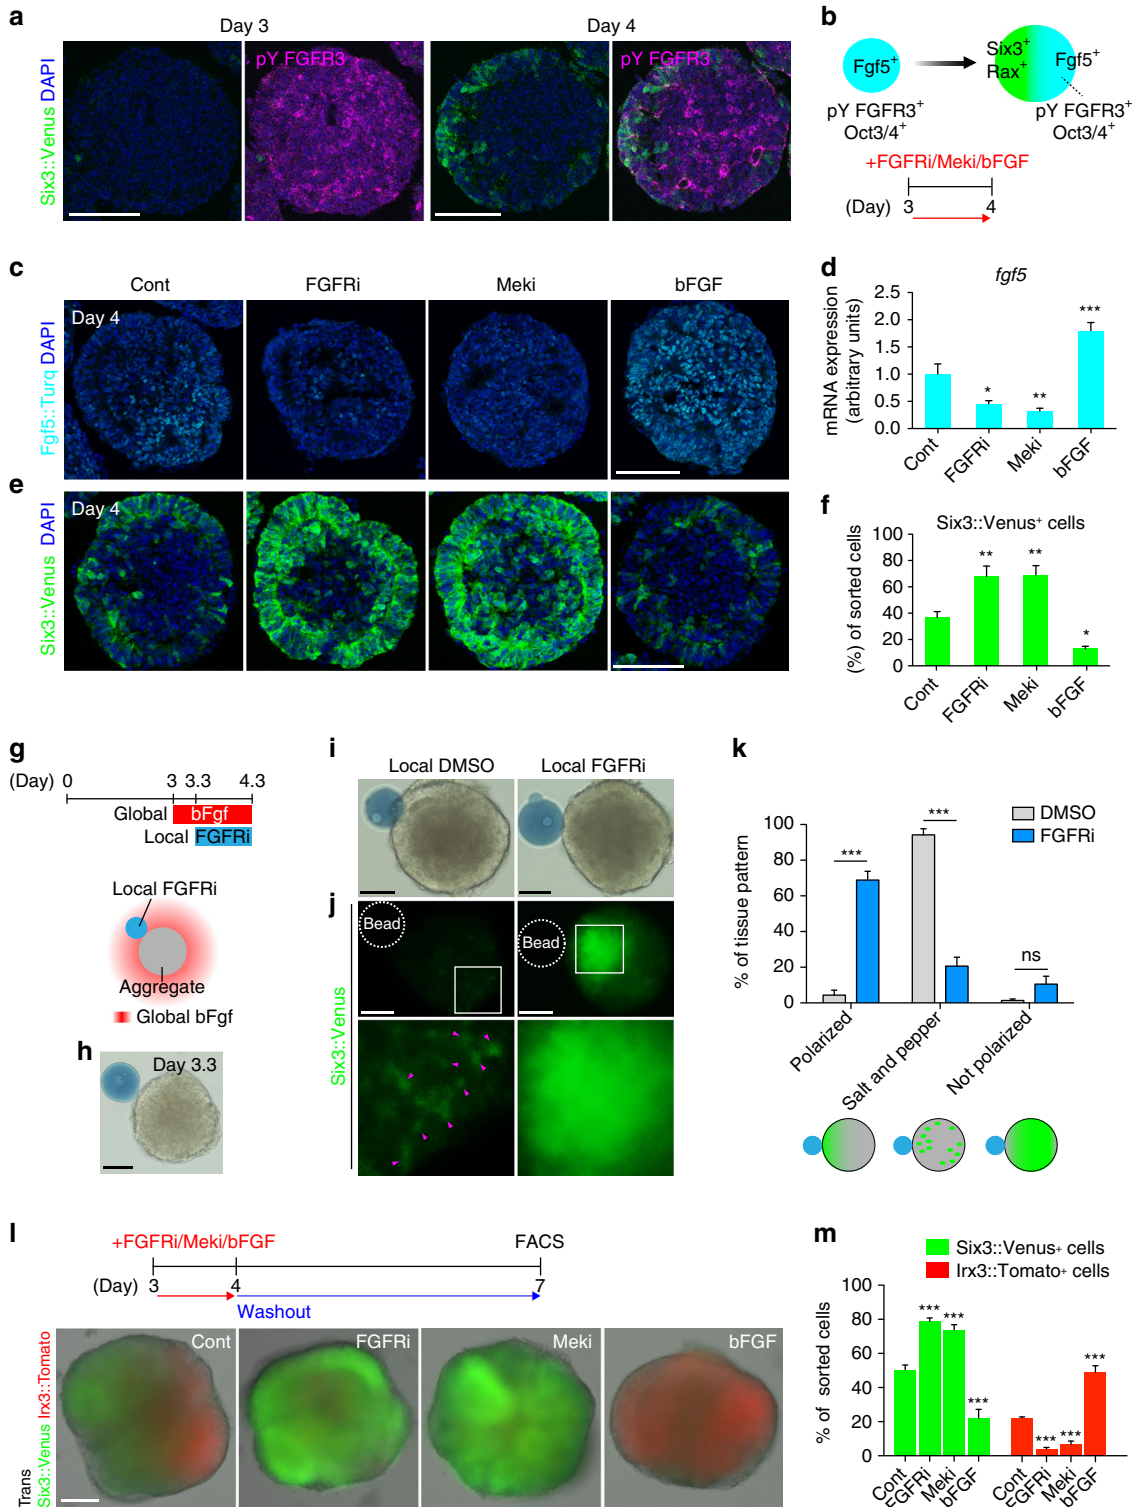 a
Day 3
Day 4
Six3::Venus DAPI
pY FGFR3
pY FGFR3
b
Fgf5+
Six3+
Rax+
Fgf5+
pY FGFR3+
Oct3/4+
pY FGFR3+
Oct3/4+
+FGFRi/Meki/bFGF
(Day)
3
4
c
Cont
FGFRi
Meki
bFGF
Fgf5::Turq DAPI
Day 4
d
fgf5
mRNA expression
(arbitrary units)
2.5
2.0
1.5
1.0
0.5
0.0
*
**
***
Cont
FGFRi
Meki
bFGF
e
Six3::Venus DAPI
Day 4
f
Six3::Venus+ cells
(%) of sorted cells
100
80
60
40
20
0
**
**
*
Cont
FGFRi
Meki
bFGF
g
(Day)
0
3
3.3
4.3
Global
bFgf
Local
FGFRi
Local FGFRi
Aggregate
Global bFgf
h
Day 3.3
i
Local DMSO
Local FGFRi
j
Six3::Venus
Bead
Bead
k
DMSO
FGFRi
% of tissue pattern
100
80
60
40
20
0
***
***
ns
Polarized
Salt and pepper
Not polarized
l
+FGFRi/Meki/bFGF
FACS
(Day)
3
4
7
Washout
Trans
Six3::Venus Irx3::Tomato
Cont
FGFRi
Meki
bFGF
m
Six3::Venus+ cells
Irx3::Tomato+ cells
% of sorted cells
100
80
60
40
20
0
***
***
***
***
***
***
Cont
FGFRi
Meki
bFGF
Cont
FGFRi
Meki
bFGF